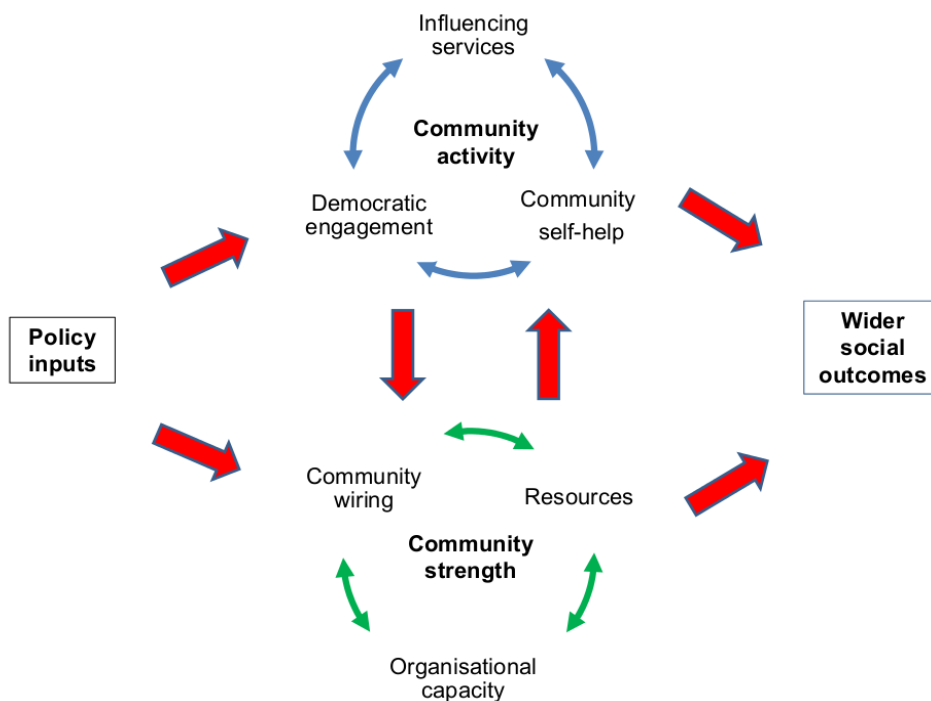 Influencing
services
Community
activity
Democratic
engagement
Community
self-help
Policy
inputs
Wider
social
outcomes
Community
wiring
Resources
Community
strength
Organisational
capacity